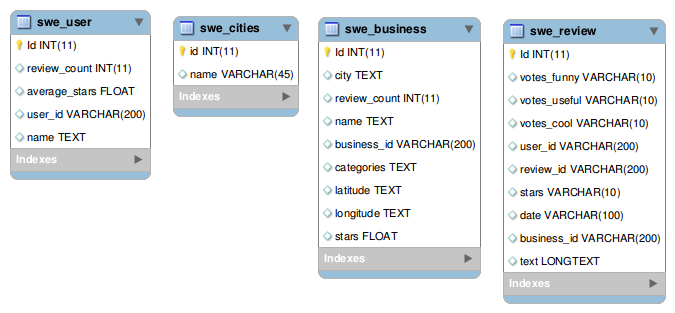 swe_user
Id INT(11)
review_count INT(11)
average_stars FLOAT
user_id VARCHAR(200)
name TEXT
Indexes
swe_cities
id INT(11)
name VARCHAR(45)
Indexes
swe_business
Id INT(11)
city TEXT
review_count INT(11)
name TEXT
business_id VARCHAR(200)
categories TEXT
latitude TEXT
longitude TEXT
stars FLOAT
Indexes
swe_review
Id INT(11)
votes_funny VARCHAR(10)
votes_useful VARCHAR(10)
votes_cool VARCHAR(10)
user_id VARCHAR(200)
review_id VARCHAR(200)
stars VARCHAR(10)
date VARCHAR(100)
business_id VARCHAR(200)
text LONGTEXT
Indexes